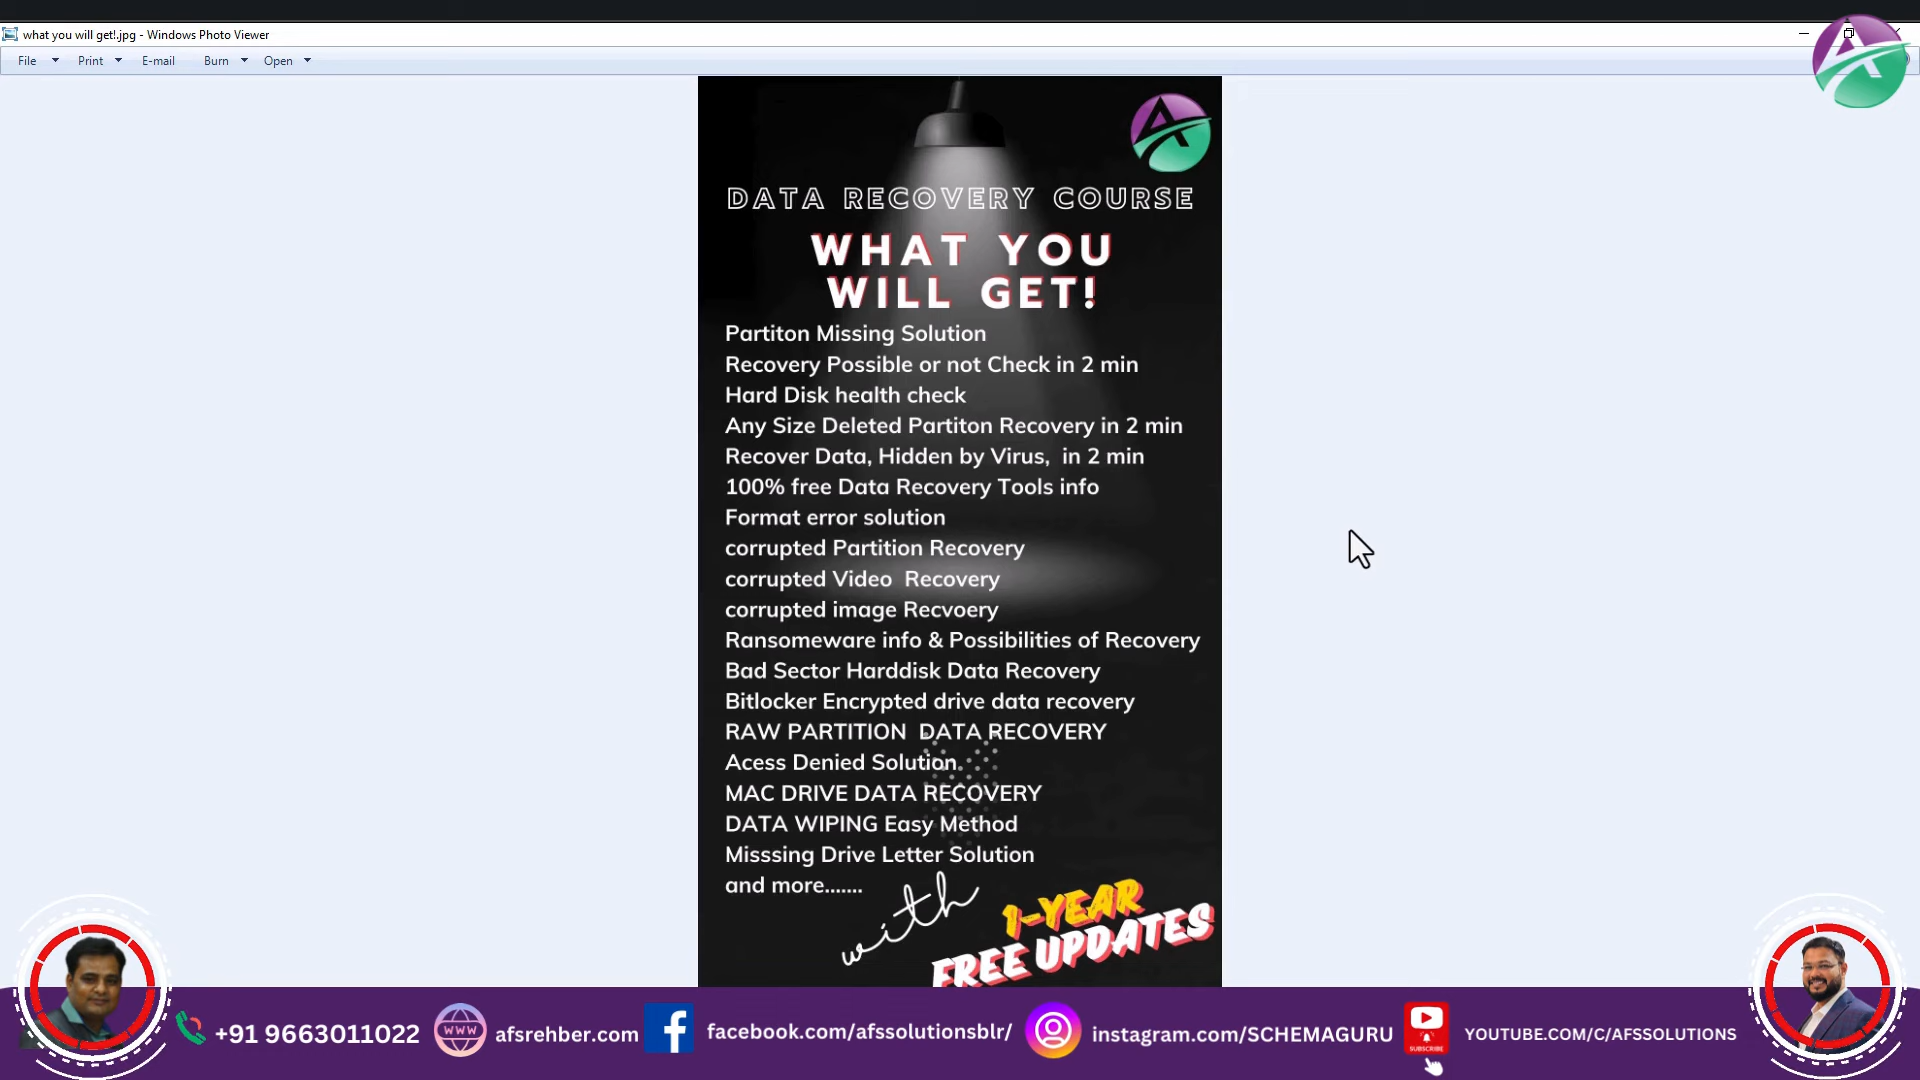 what you will get!.jpg - Windows Photo Viewer
File Print E-mail Burn Open
DATA RECOVERY COURSE
WHAT YOU
WILL GET!
Partiton Missing Solution
Recovery Possible or not Check in 2 min
Hard Disk health check
Any Size Deleted Partiton Recovery in 2 min
Recover Data, Hidden by Virus,  in 2 min
100% free Data Recovery Tools info
Format error solution
corrupted Partition Recovery
corrupted Video  Recovery
corrupted image Recvoery
Ransomeware info & Possibilities of Recovery
Bad Sector Harddisk Data Recovery
Bitlocker Encrypted drive data recovery
RAW PARTITION  DATA RECOVERY
Acess Denied Solution
MAC DRIVE DATA RECOVERY
DATA WIPING Easy Method
Misssing Drive Letter Solution
and more.......
with
1-YEAR
FREE UPDATES
+91 9663011022 WWW afsrehber.com facebook.com/afssolutionsblr/ instagram.com/SCHEMAGURU SUBSCRIBE YOUTUBE.COM/C/AFSSOLUTIONS